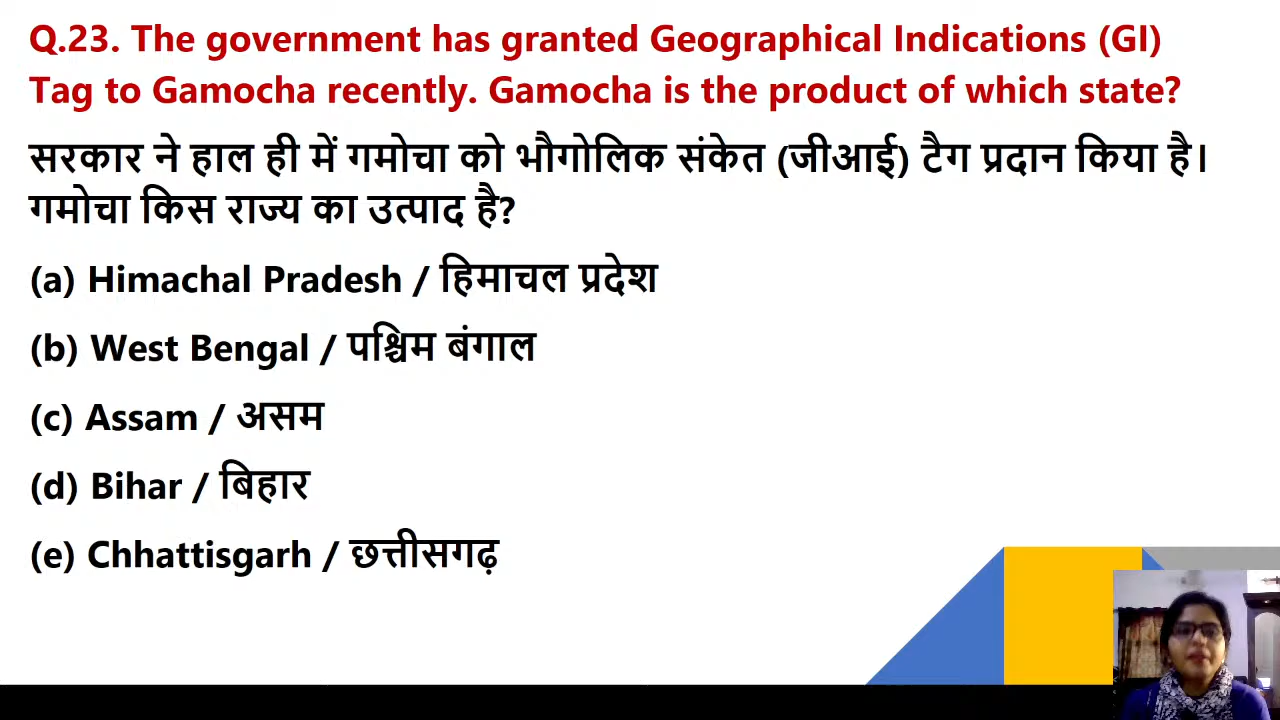 Q.23. The government has granted Geographical Indications (GI)
Tag to Gamocha recently. Gamocha is the product of which state?
सरकार ने हाल ही में गमोचा को भौगोलिक संकेत (जीआई) टैग प्रदान किया है।
गमोचा किस राज्य का उत्पाद है?
(a) Himachal Pradesh / हिमाचल प्रदेश
(b) West Bengal / पश्चिम बंगाल
(c) Assam / असम
(d) Bihar / बिहार
(e) Chhattisgarh / छत्तीसगढ़